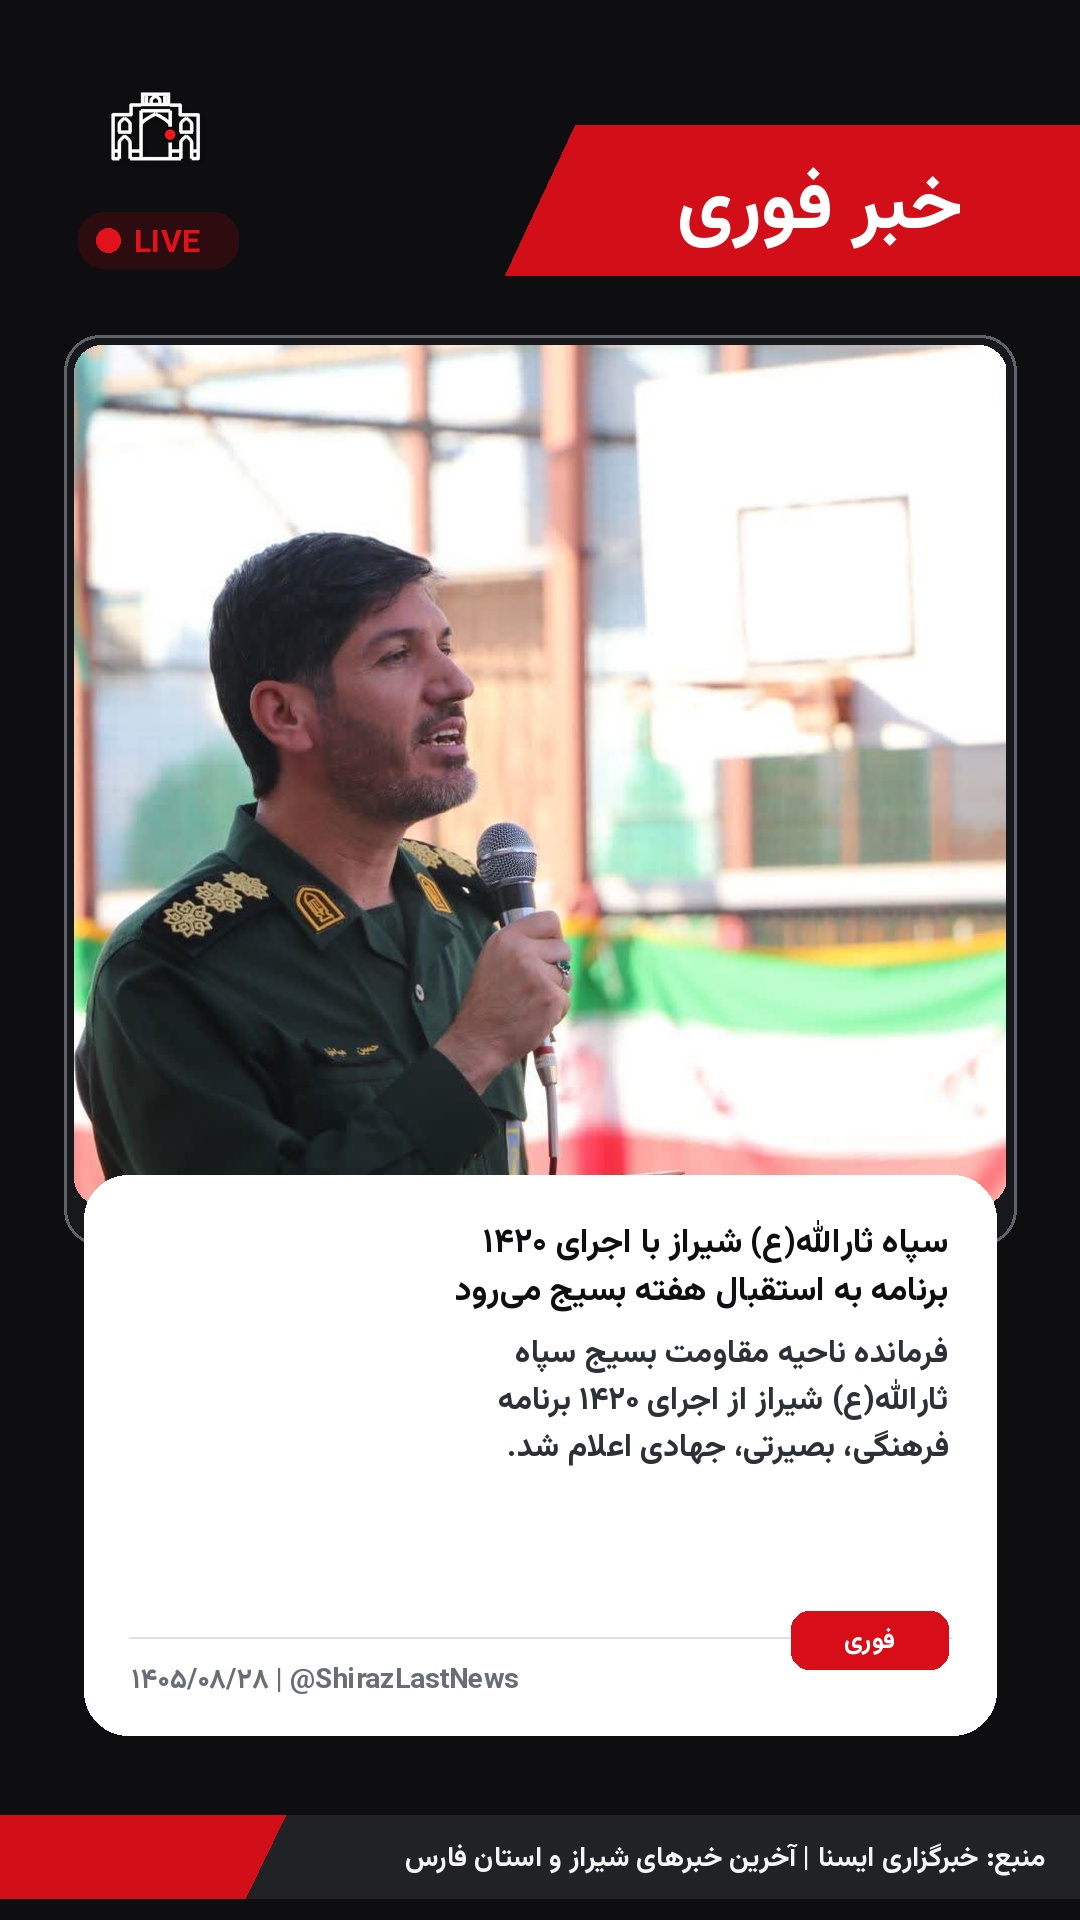 خبر فوری
LIVE
سپاه ثارالله(ع) شیراز با اجرای ۱۴۲۰
برنامه به استقبال هفته بسیج می‌رود
فرمانده ناحیه مقاومت بسیج سپاه
ثارالله(ع) شیراز از اجرای ۱۴۲۰ برنامه
فرهنگی، بصیرتی، جهادی اعلام شد.
فوری
۱۴۰۵/۰۸/۲۸ | @ShirazLastNews
منبع: خبرگزاری ایسنا | آخرین خبرهای شیراز و استان فارس